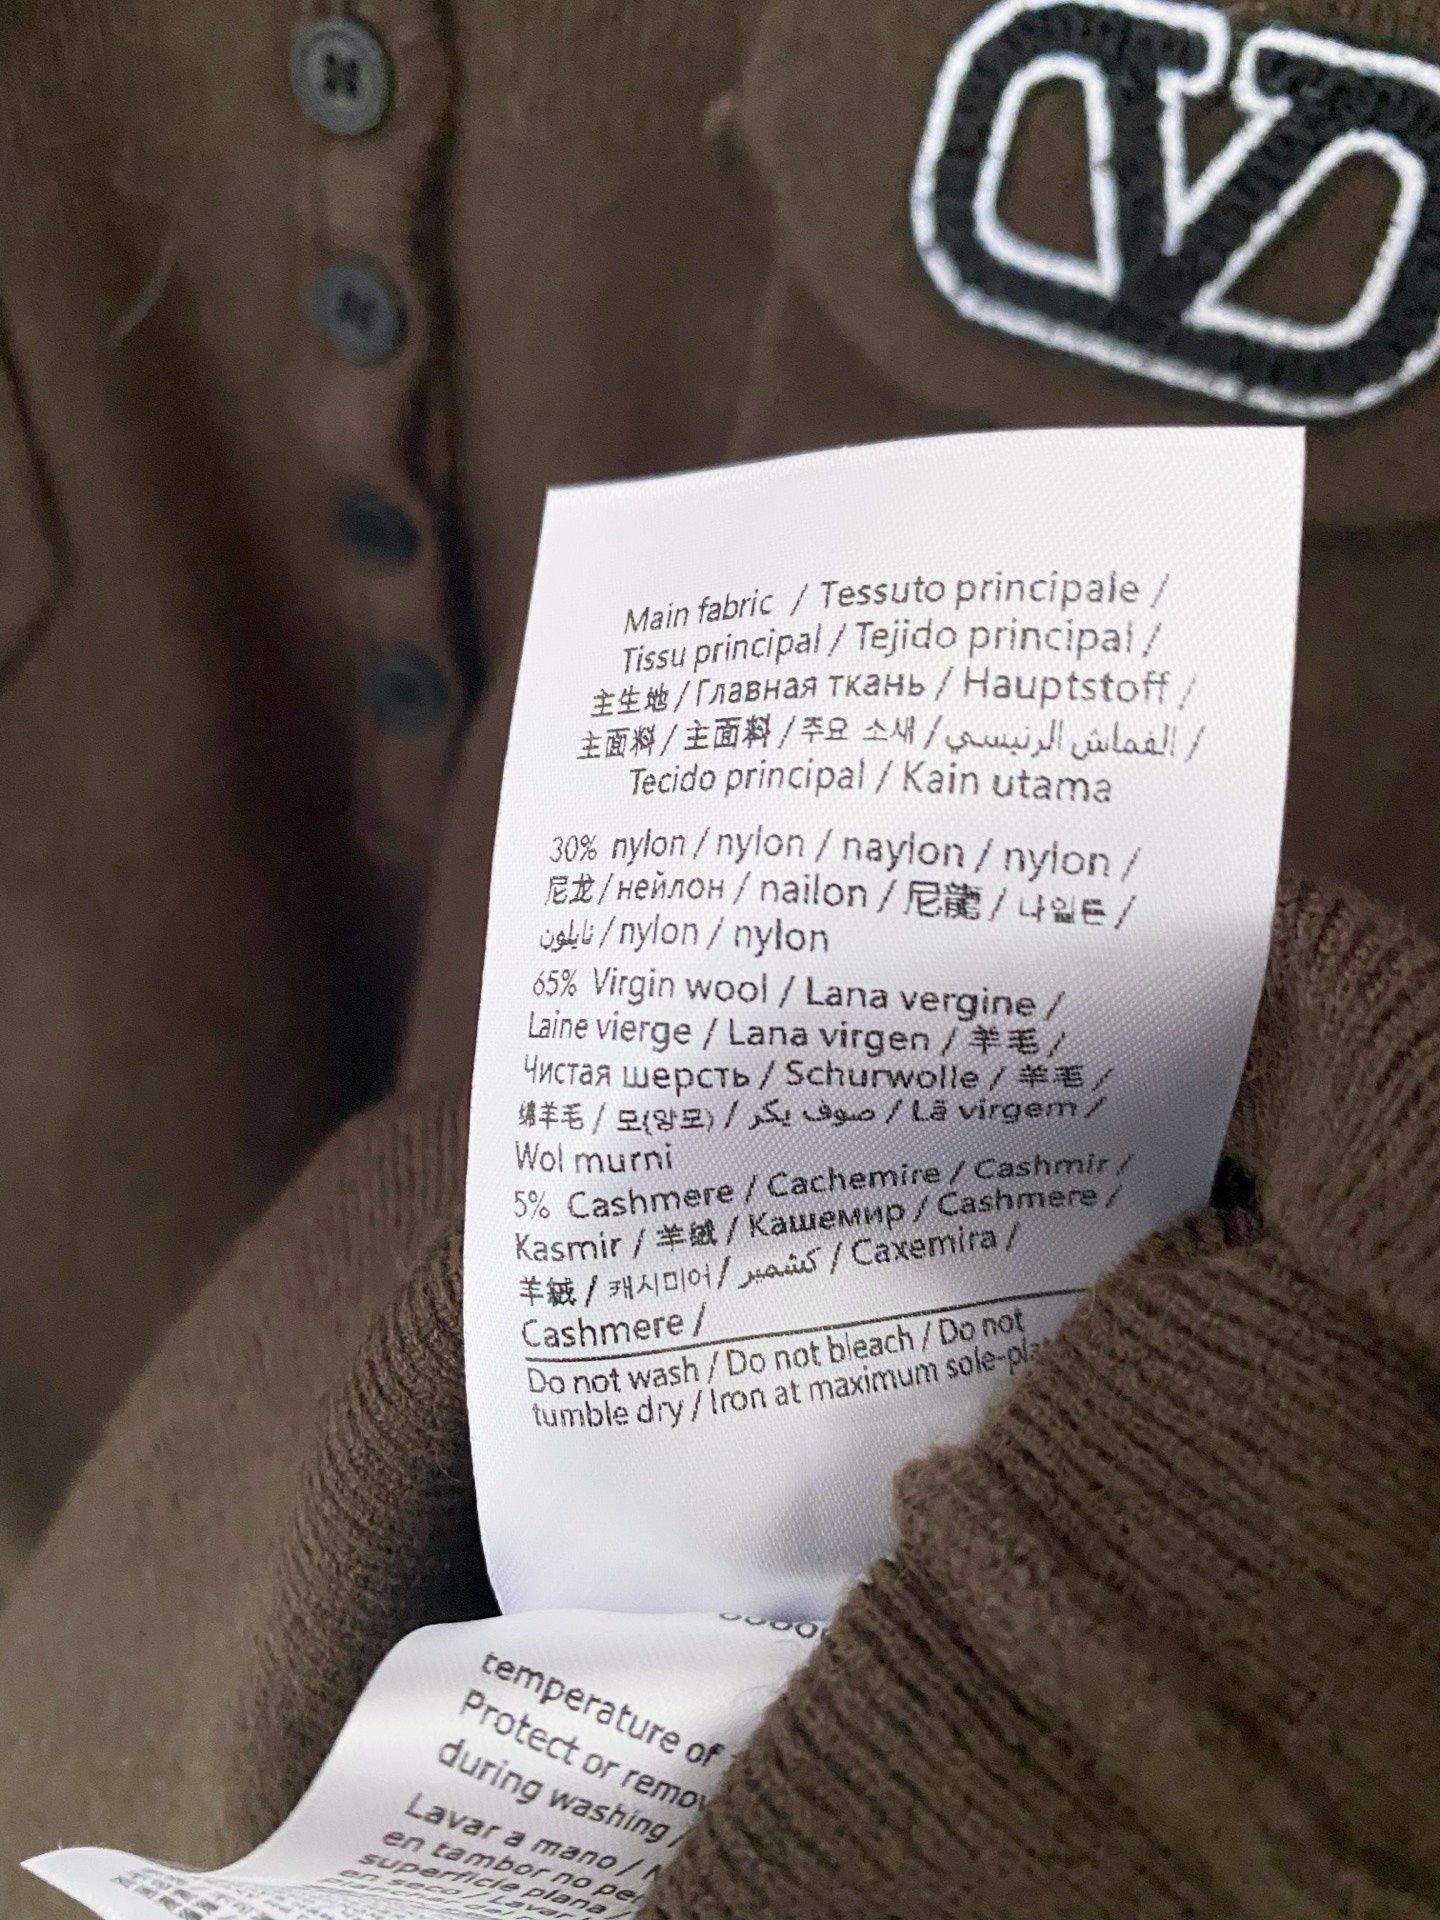 Main fabric / Tessuto principale /
Tissu principal / Tejido principal /
主生地 / Главная ткань / Hauptstoff /
主面料 / 主面料 / 주요 소새 / القماش الرئيسي /
Tecido principal / Kain utama
30% nylon / nylon / naylon / nylon /
尼龙 / нейлон / nailon / 尼龍 / 나일론 /
نايلون / nylon / nylon
65% Virgin wool / Lana vergine /
Laine vierge / Lana virgen / 羊毛 /
Чистая шерсть / Schurwolle / 羊毛 /
绵羊毛 / 모(양모) / صوف بكر / Lã virgem /
Wol murni
5% Cashmere / Cachemire / Cashmir /
Kasmir / 羊绒 / Кашемир / Cashmere /
羊絨 / 캐시미어 / كشمير / Caxemira /
Cashmere /
Do not wash / Do not bleach / Do not
tumble dry / Iron at maximum
temperature of
Protect or
during washing /
Lavar a mano /
en tambor no
superficie plana /
en seco / Lavar